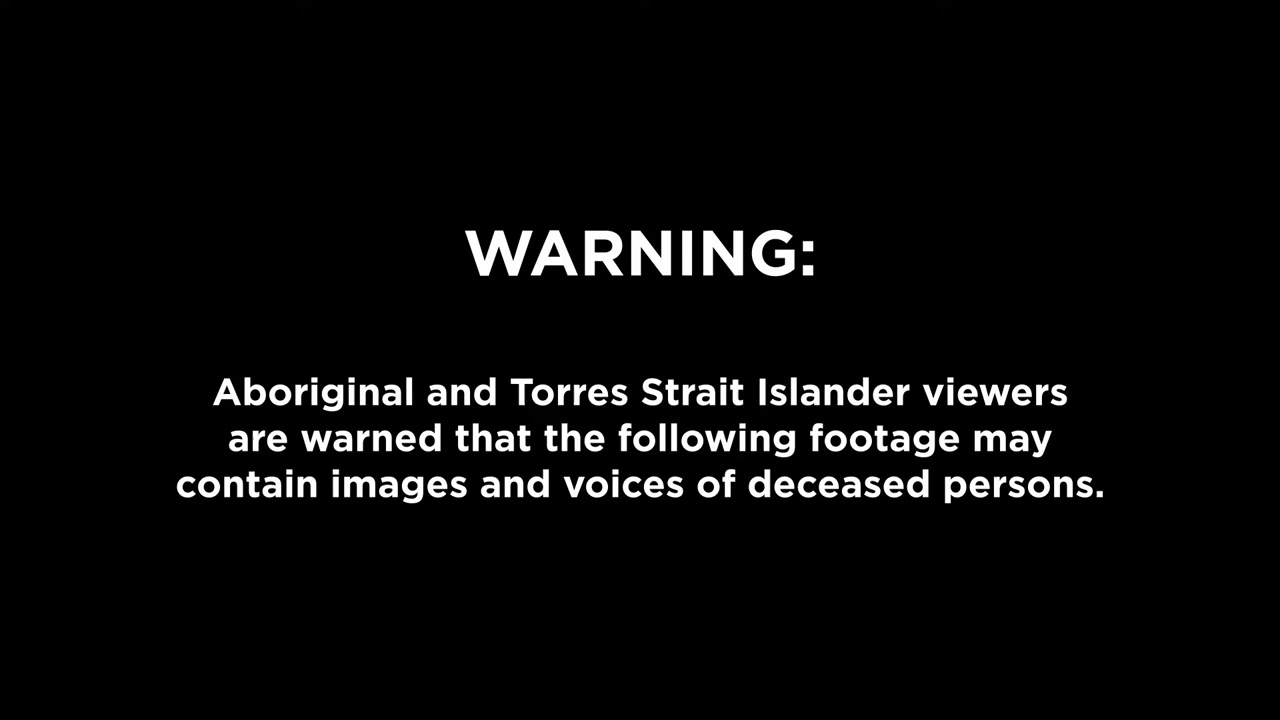 WARNING:
Aboriginal and Torres Strait Islander viewers
are warned that the following footage may
contain images and voices of deceased persons.